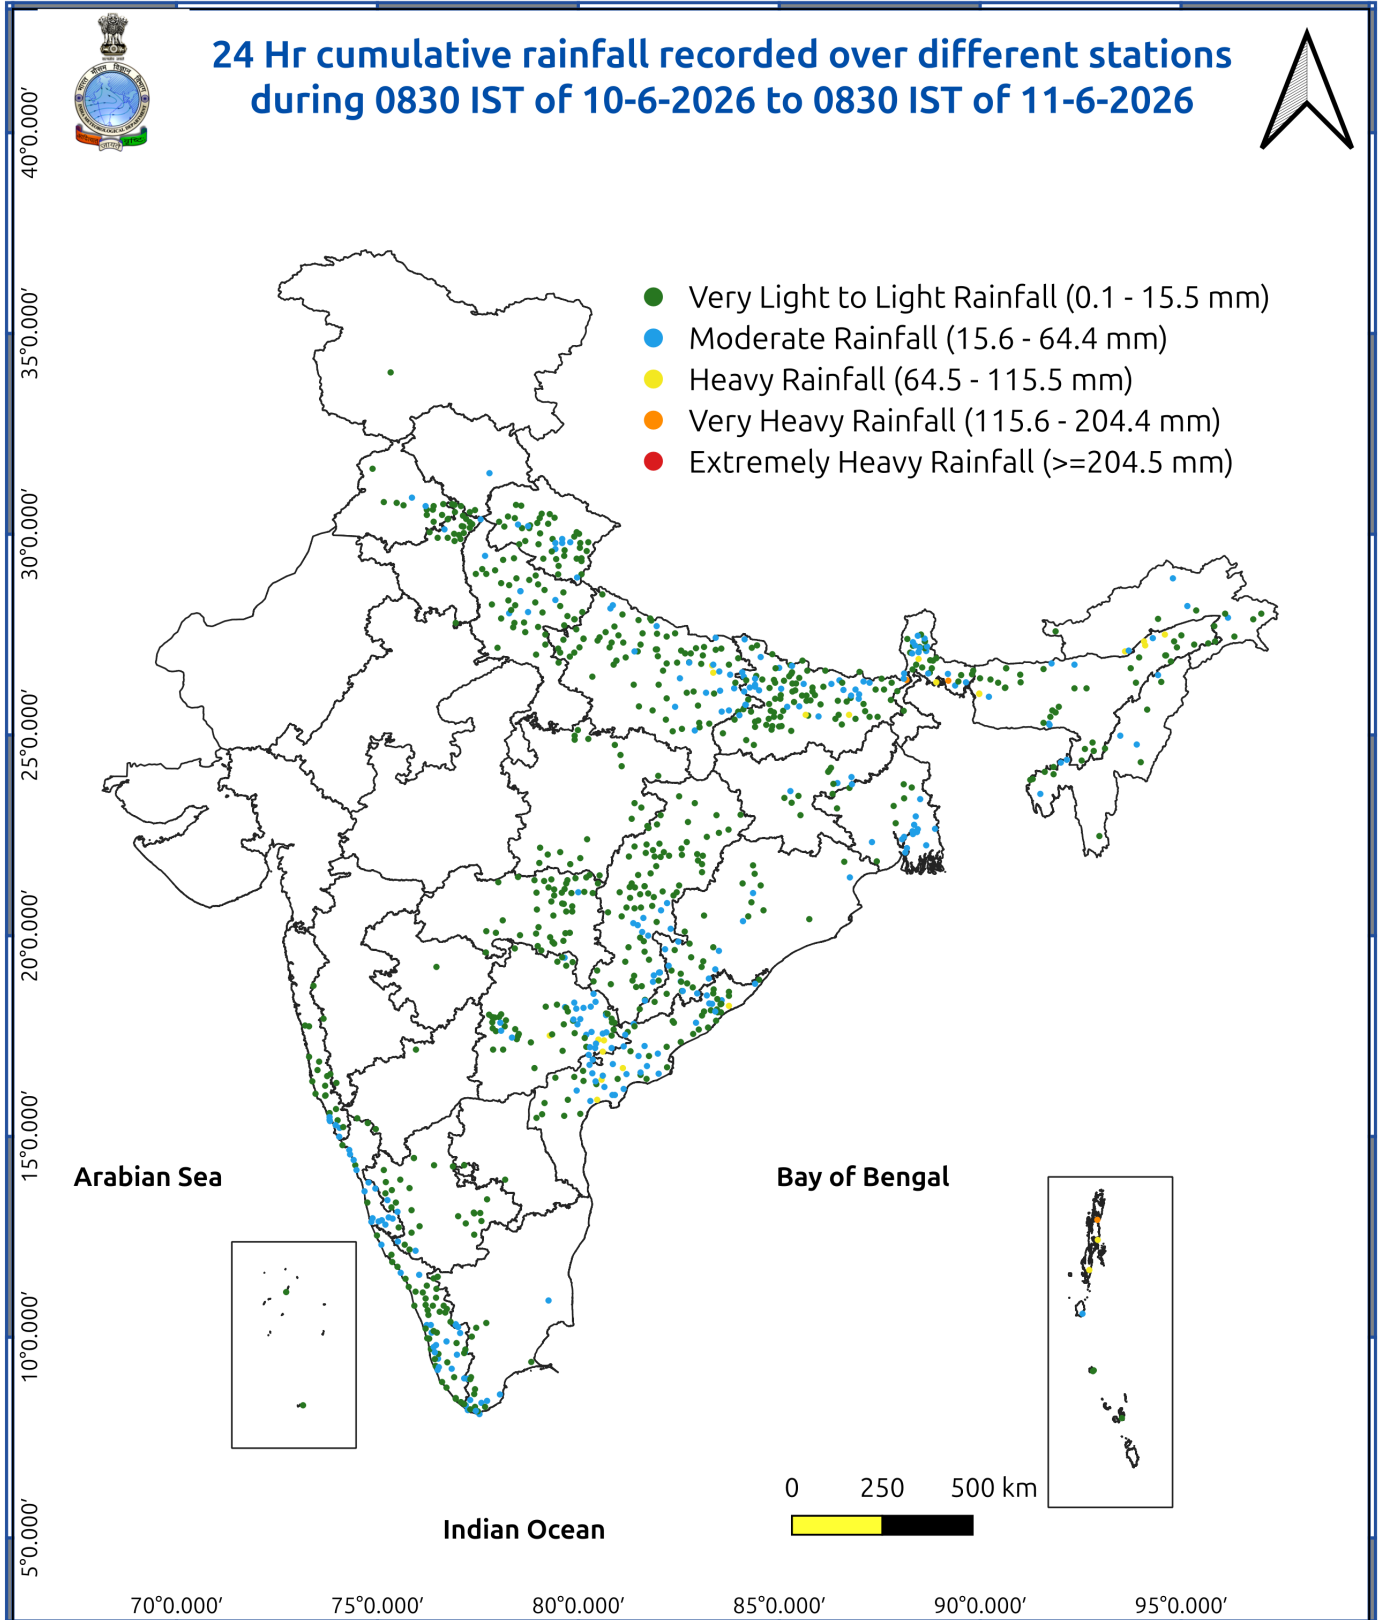 24 Hr cumulative rainfall recorded over different stations
during 0830 IST of 10-6-2026 to 0830 IST of 11-6-2026
Very Light to Light Rainfall (0.1 - 15.5 mm)
Moderate Rainfall (15.6 - 64.4 mm)
Heavy Rainfall (64.5 - 115.5 mm)
Very Heavy Rainfall (115.6 - 204.4 mm)
Extremely Heavy Rainfall (>=204.5 mm)
40°0.000′
35°0.000′
30°0.000′
25°0.000′
20°0.000′
15°0.000′
10°0.000′
5°0.000′
Arabian Sea
Bay of Bengal
Indian Ocean
0 250 500 km
70°0.000′ 75°0.000′ 80°0.000′ 85°0.000′ 90°0.000′ 95°0.000′